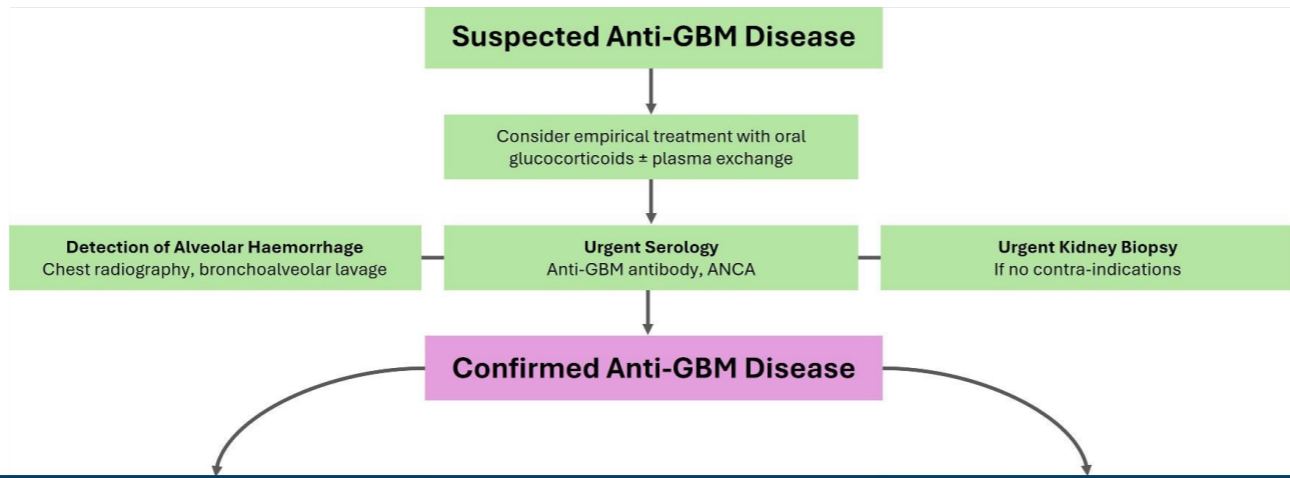 Suspected Anti-GBM Disease
Consider empirical treatment with oral
glucocorticoids ± plasma exchange
Detection of Alveolar Haemorrhage
Chest radiography, bronchoalveolar lavage
Urgent Serology
Anti-GBM antibody, ANCA
Urgent Kidney Biopsy
If no contra-indications
Confirmed Anti-GBM Disease